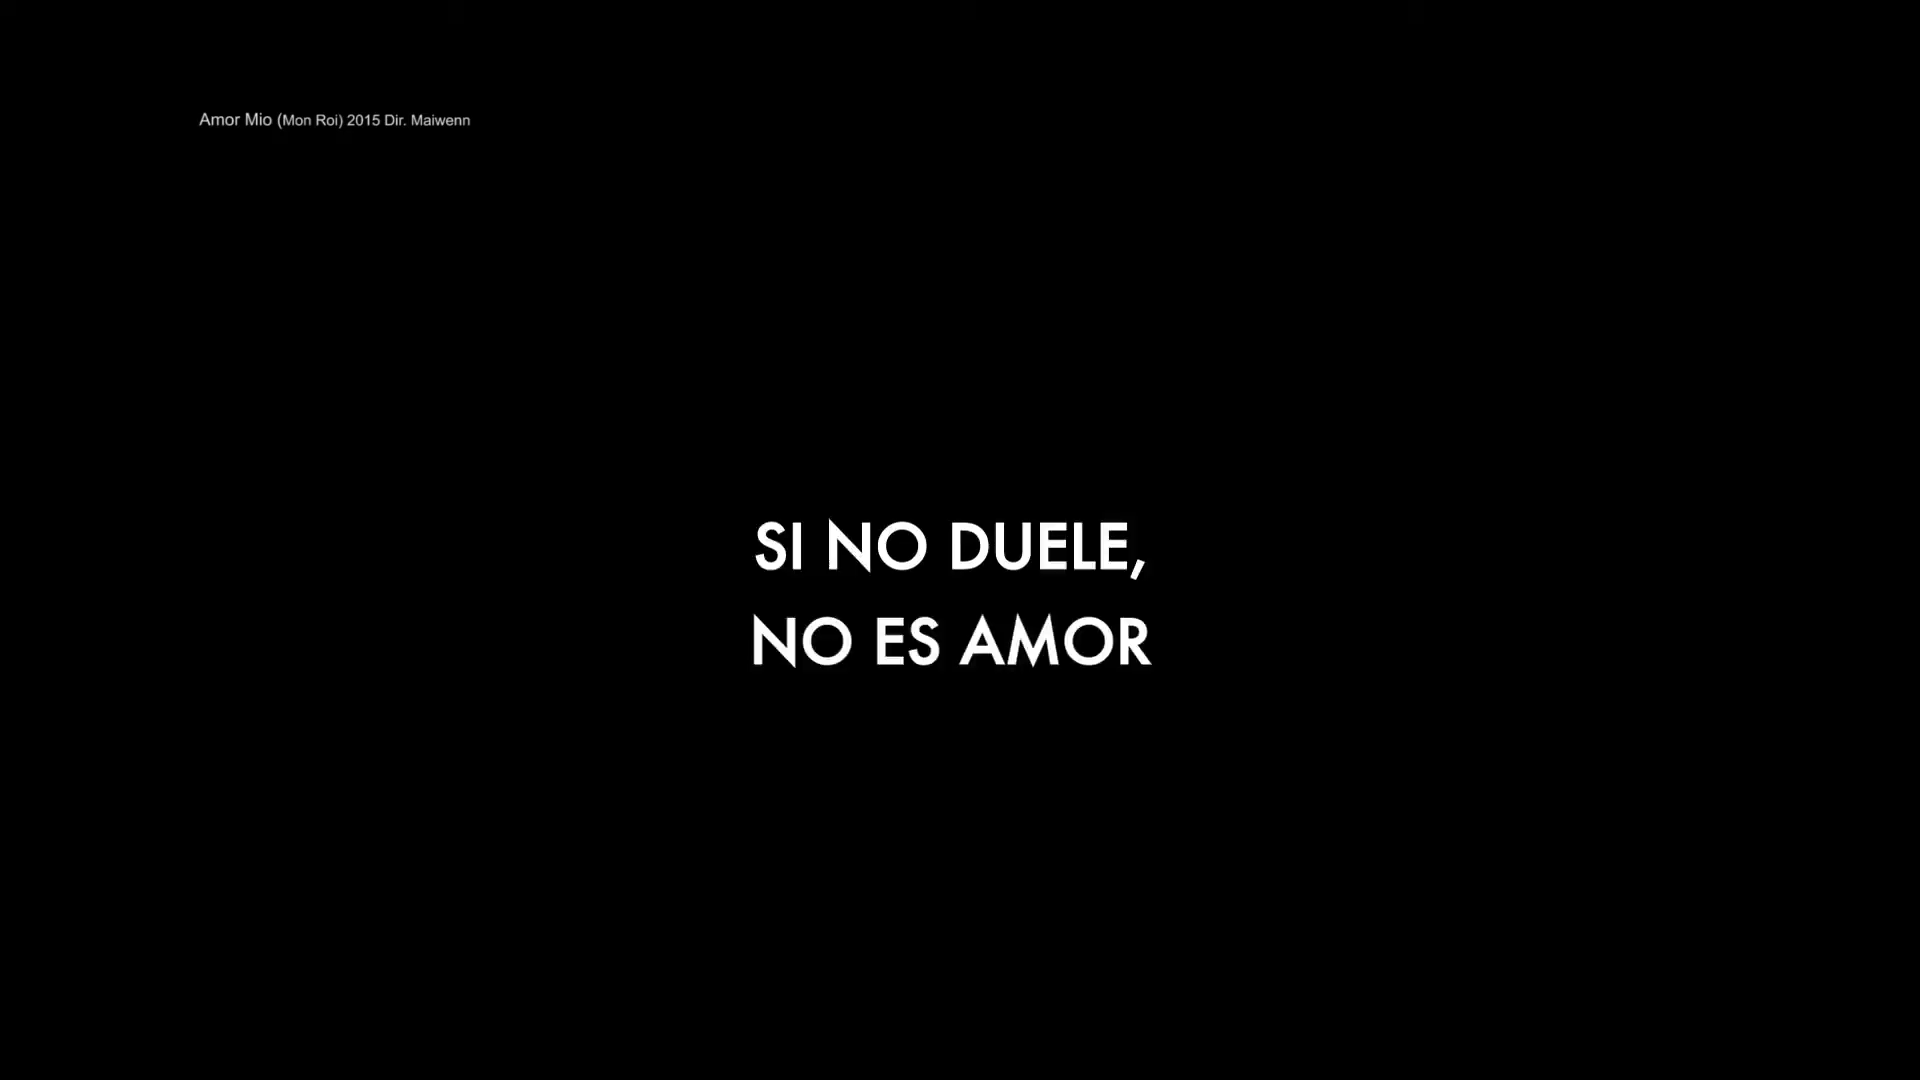 Amor Mio (Mon Roi) 2015 Dir. Maiwenn
SI NO DUELE,
NO ES AMOR